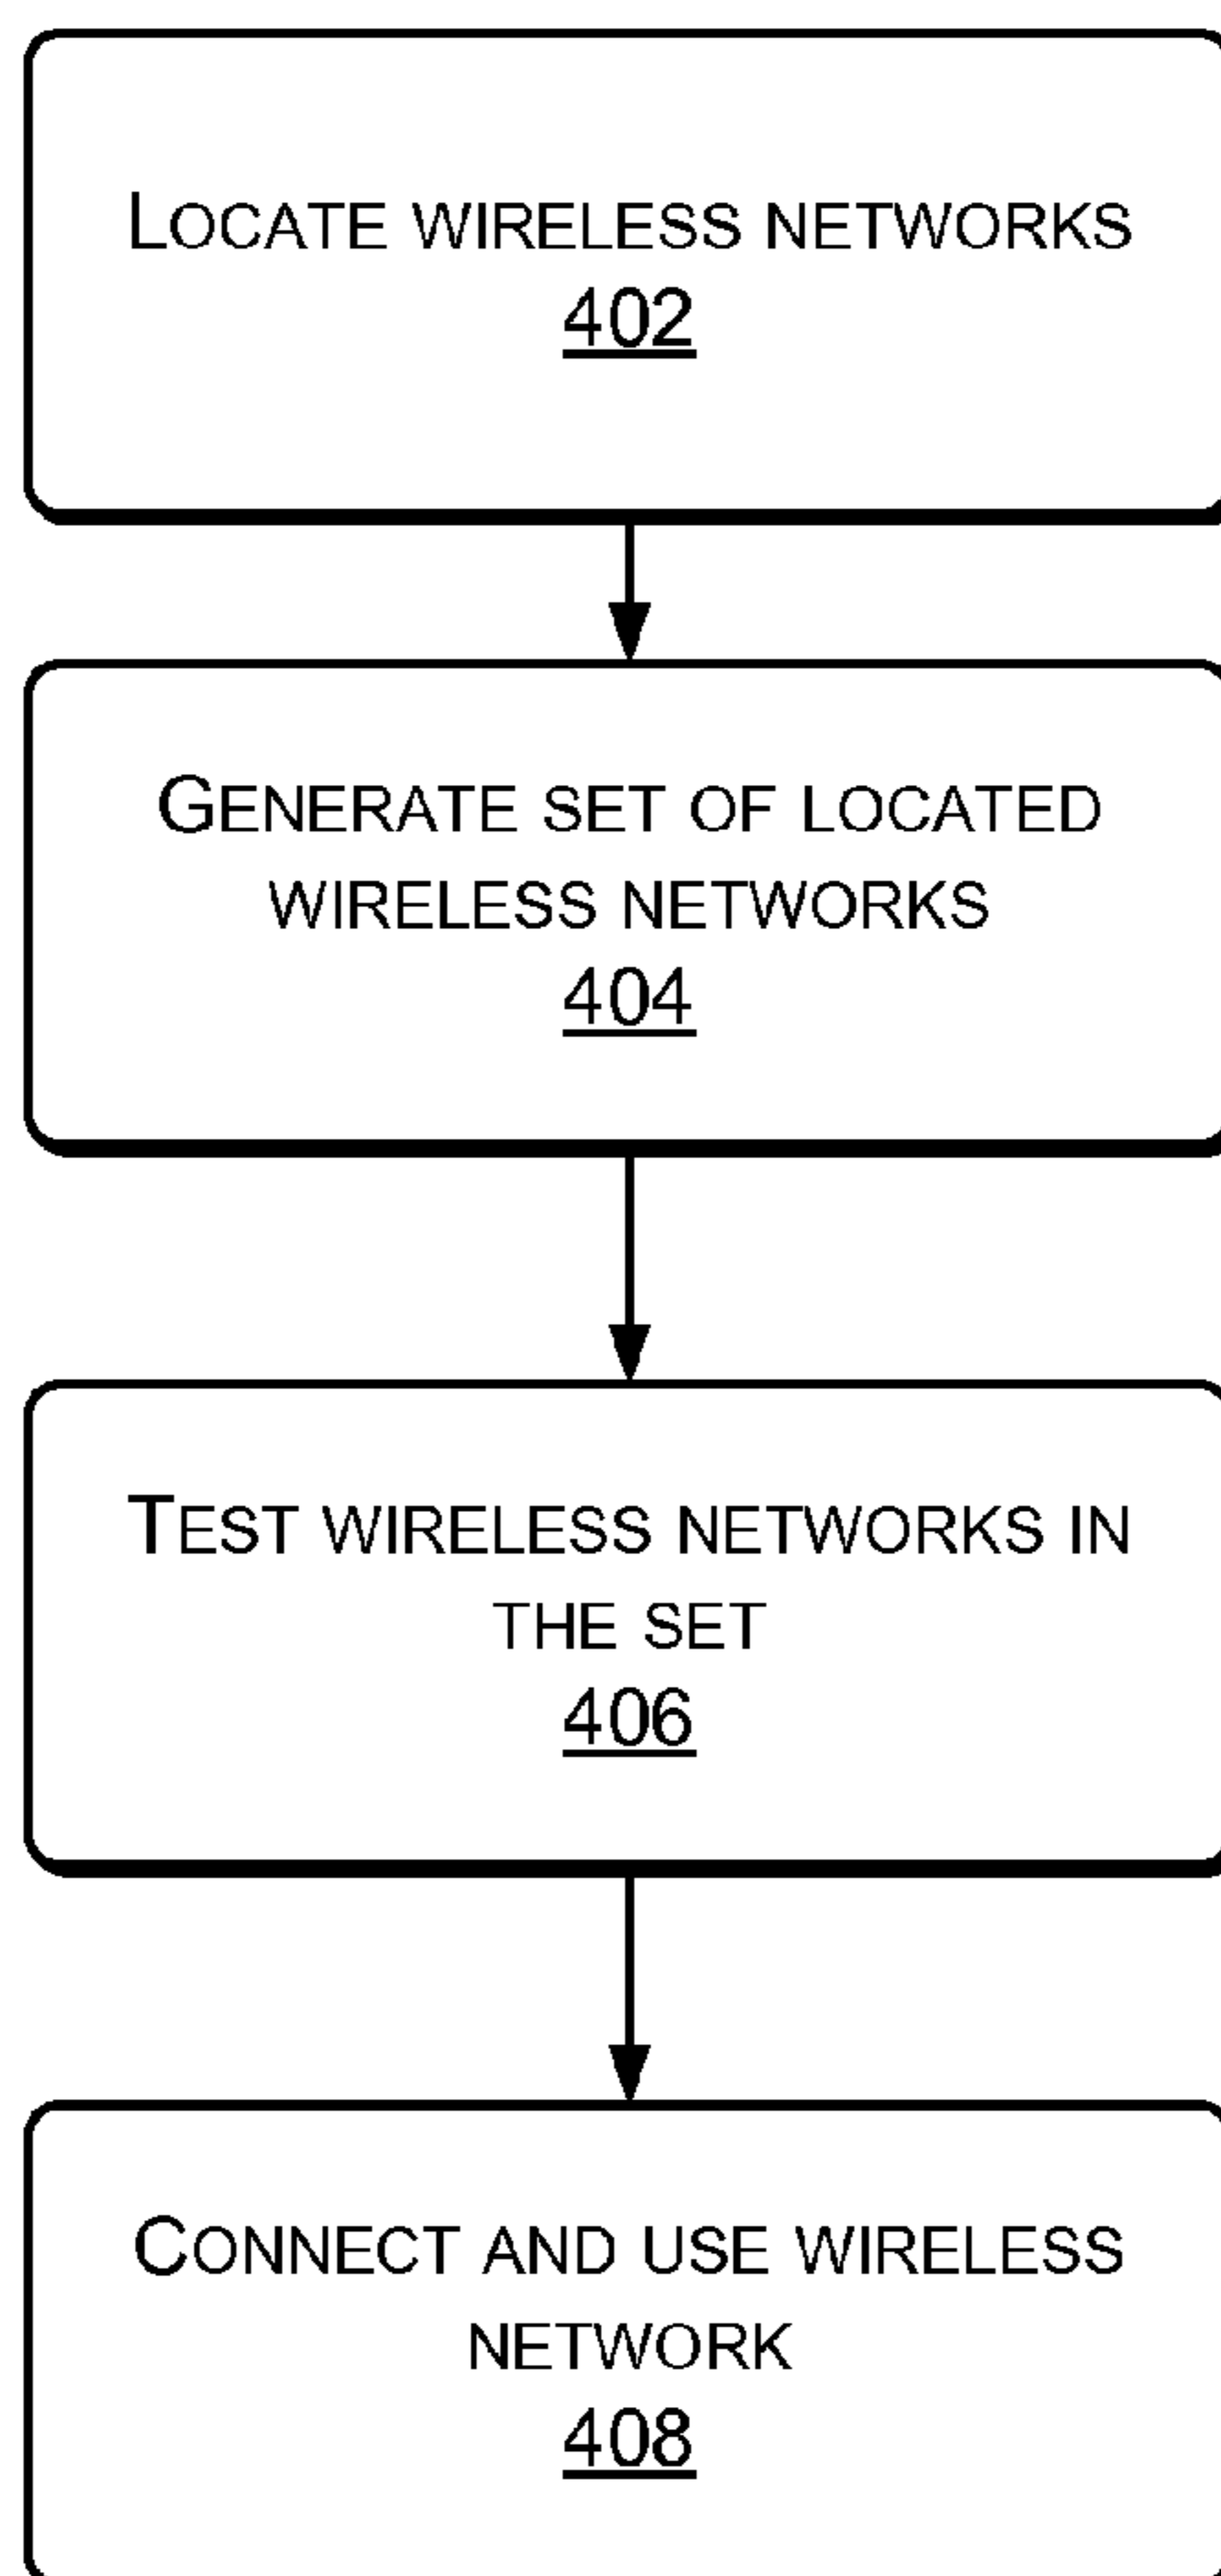 LOCATE WIRELESS NETWORKS
402
GENERATE SET OF LOCATED
WIRELESS NETWORKS
404
TEST WIRELESS NETWORKS IN
THE SET
406
CONNECT AND USE WIRELESS
NETWORK
408